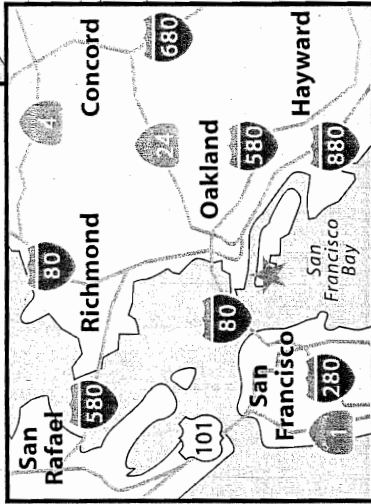 San
Rafael
580
Richmond
80
4
Concord
680
24
101
80
Oakland
580
San
Francisco
1
280
San
Francisco
Bay
880
Hayward